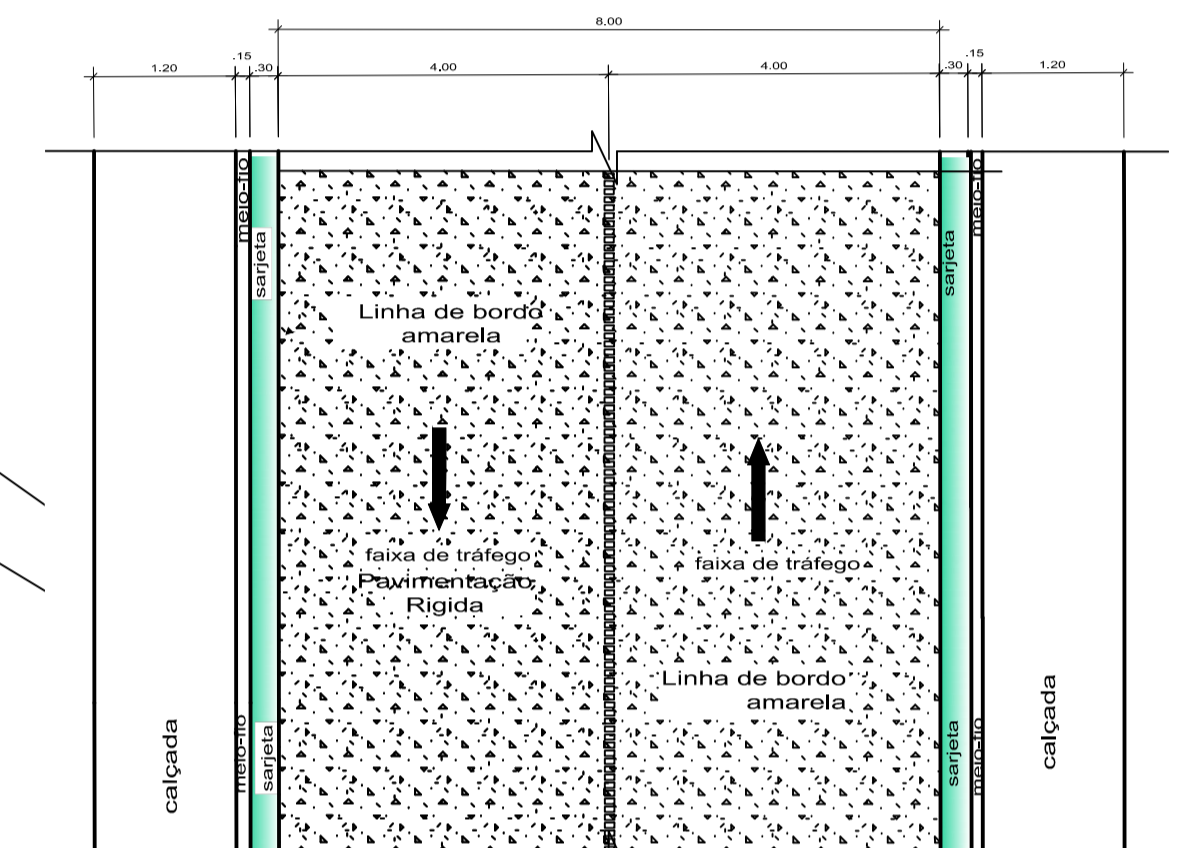 8.00
1.20
.15
.30
4.00
4.00
.30
.15
1.20
meio-fio
sarjeta
sarjeta
meio-fio
Linha de bordo
amarela
faixa de tráfego
Pavimentação
Rigida
faixa de tráfego
Linha de bordo
amarela
calçada
meio-fio
sarjeta
sarjeta
meio-fio
calçada